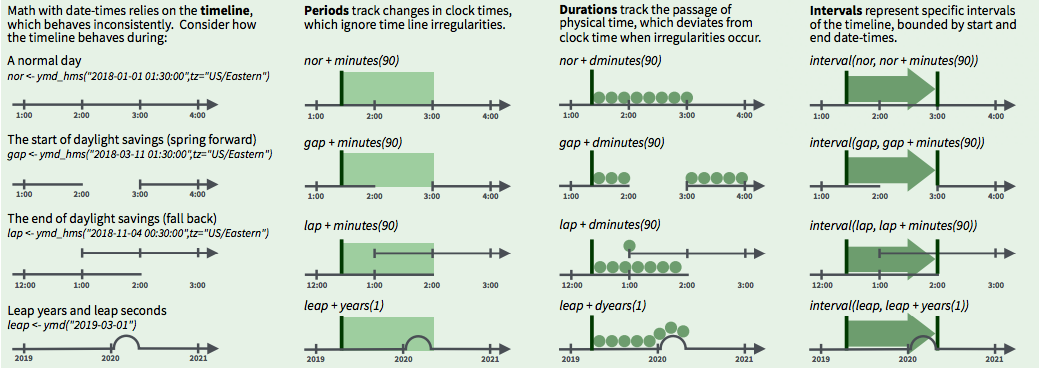 Math with date-times relies on the timeline,
which behaves inconsistently. Consider how
the timeline behaves during:
A normal day
nor <- ymd_hms("2018-01-01 01:30:00",tz="US/Eastern")
1:00 2:00 3:00 4:00
The start of daylight savings (spring forward)
gap <- ymd_hms("2018-03-11 01:30:00",tz="US/Eastern")
1:00 2:00 3:00 4:00
The end of daylight savings (fall back)
lap <- ymd_hms("2018-11-04 00:30:00",tz="US/Eastern")
12:00 1:00 2:00 3:00
Leap years and leap seconds
leap <- ymd("2019-03-01")
2019 2020 2021
Periods track changes in clock times,
which ignore time line irregularities.
nor + minutes(90)
1:00 2:00 3:00 4:00
gap + minutes(90)
1:00 2:00 3:00 4:00
lap + minutes(90)
12:00 1:00 2:00 3:00
leap + years(1)
2019 2020 2021
Durations track the passage of
physical time, which deviates from
clock time when irregularities occur.
nor + dminutes(90)
1:00 2:00 3:00 4:00
gap + dminutes(90)
1:00 2:00 3:00 4:00
lap + dminutes(90)
12:00 1:00 2:00 3:00
leap + dyears(1)
2019 2020 2021
Intervals represent specific intervals
of the timeline, bounded by start and
end date-times.
interval(nor, nor + minutes(90))
1:00 2:00 3:00 4:00
interval(gap, gap + minutes(90))
1:00 2:00 3:00 4:00
interval(lap, lap + minutes(90))
12:00 1:00 2:00 3:00
interval(leap, leap + years(1))
2019 2020 2021